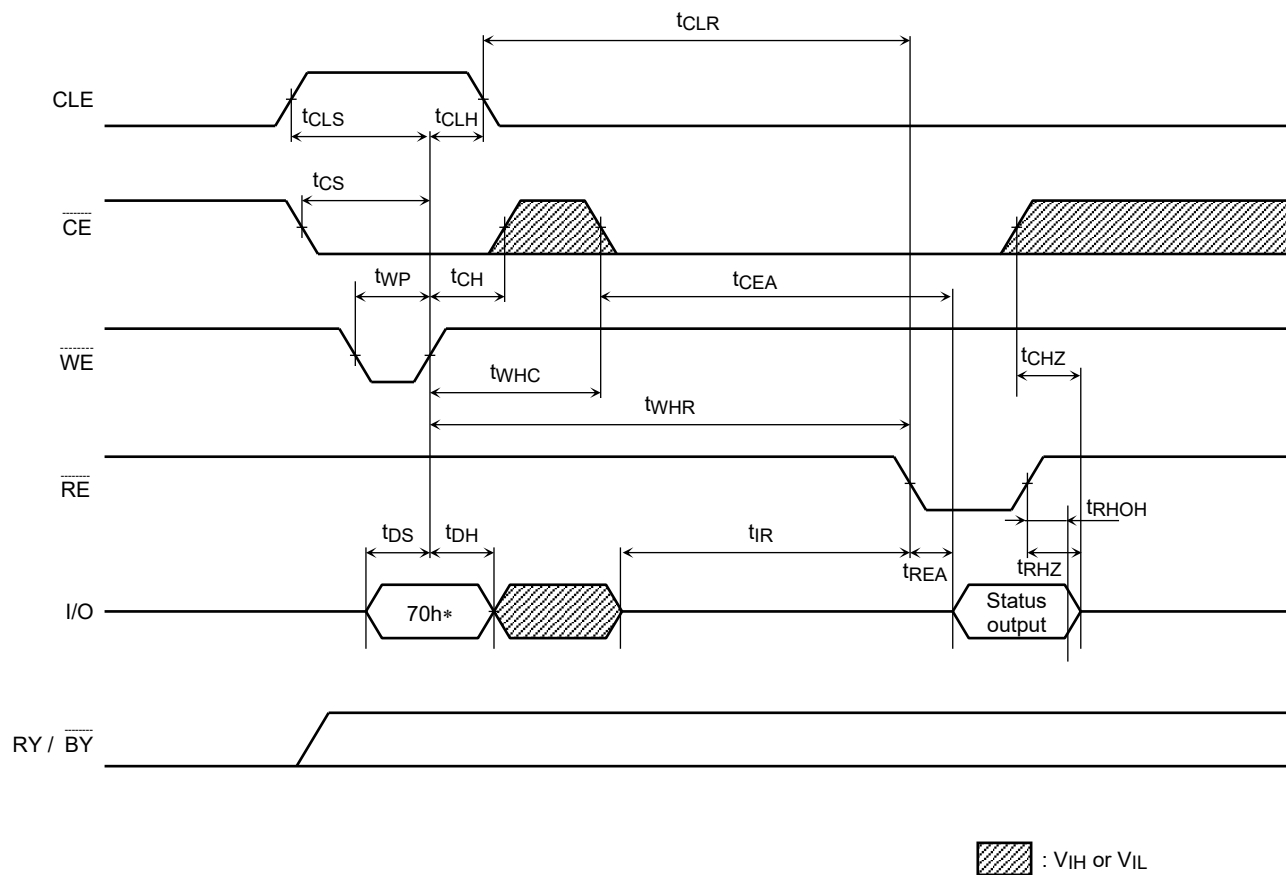 tCLR
CLE
tCLS
tCLH
tCS
CE
tWP
tCH
tCEA
WE
tCHZ
tWHC
tWHR
RE
tRHOH
tDS
tDH
tIR
tREA
tRHZ
I/O
70h*
Status
output
RY / BY
: VIH or VIL